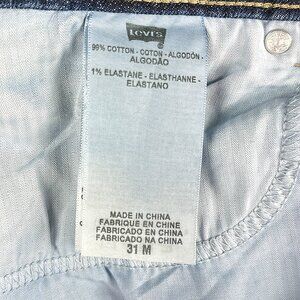 Levi's
99% COTTON - COTON - ALGODÓN -
ALGODÃO
1% ELASTANE - ELASTHANNE -
ELASTANO
MADE IN CHINA
FABRIQUE EN CHINE
FABRICADO EN CHINA
FABRICADO NA CHINA
31 M